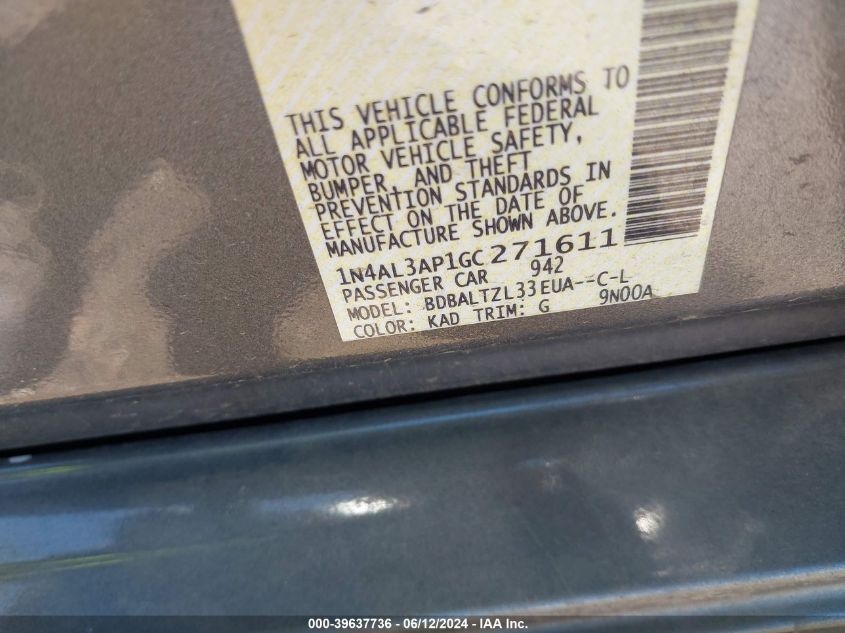 THIS VEHICLE CONFORMS TO
ALL APPLICABLE FEDERAL
MOTOR VEHICLE SAFETY,
BUMPER, AND THEFT
PREVENTION STANDARDS IN
EFFECT ON THE DATE OF
MANUFACTURE SHOWN ABOVE.
1N4AL3AP1GC271611
PASSENGER CAR 942
MODEL: BDBALTZL33EUA--C-L
COLOR: KAD TRIM: G 9N00A
000-39637736 - 06/12/2024 - IAA Inc.